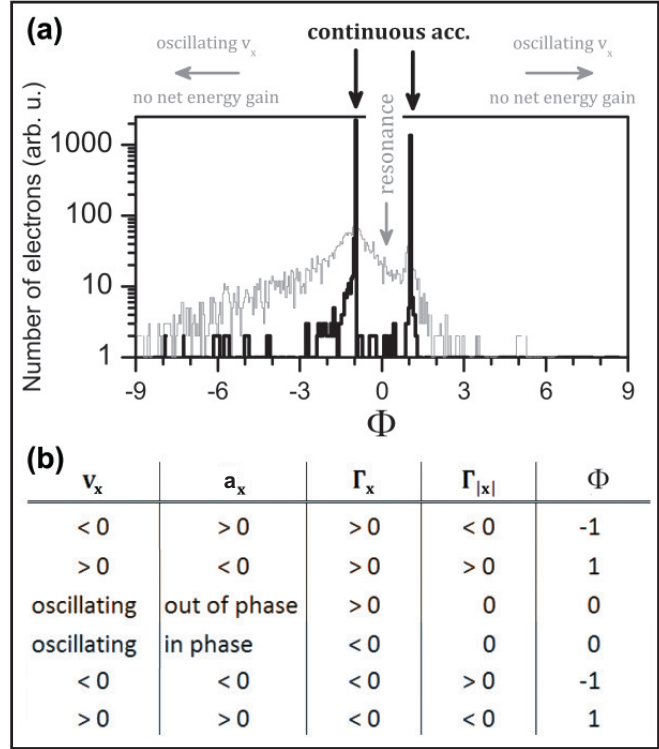 (a)
continuous acc.
oscillating vₓ
oscillating vₓ
no net energy gain
no net energy gain
resonance
Number of electrons (arb. u.)
1000
100
10
1
-9 -6 -3 0 3 6 9
Φ
(b)
vₓ aₓ Γₓ Γ|ₓ| Φ
< 0 > 0 > 0 < 0 -1
> 0 < 0 > 0 > 0 1
oscillating out of phase > 0 0 0
oscillating in phase < 0 0 0
< 0 < 0 < 0 > 0 -1
> 0 > 0 < 0 < 0 1